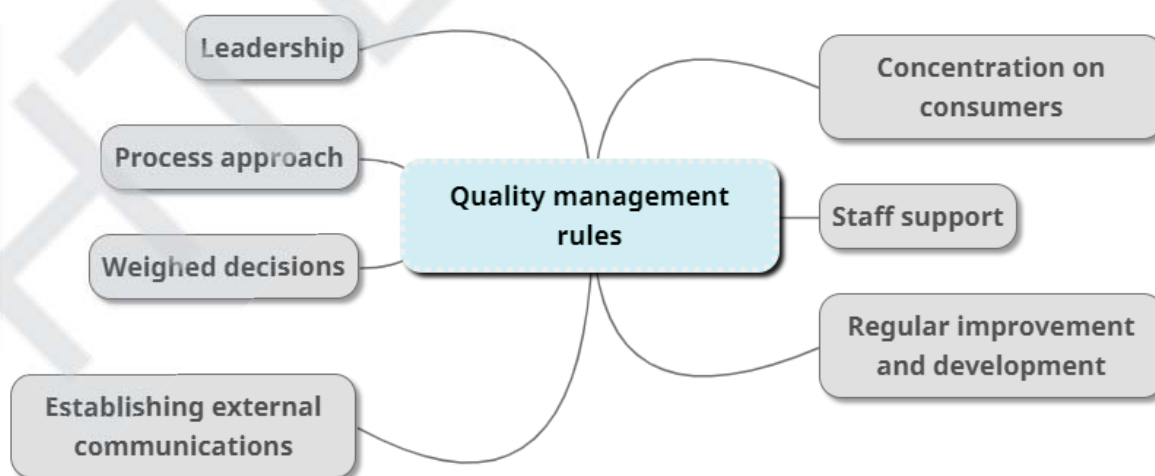 Leadership
Process approach
Weighed decisions
Establishing external
communications
Quality management
rules
Concentration on
consumers
Staff support
Regular improvement
and development